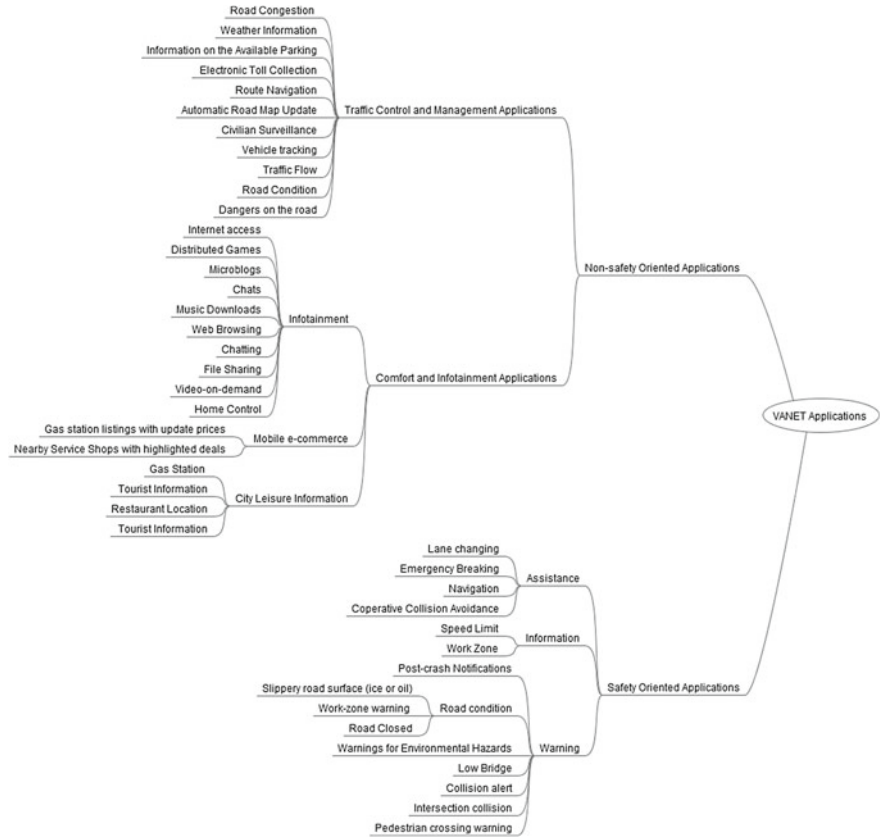 Road Congestion
Weather Information
Information on the Available Parking
Electronic Toll Collection
Route Navigation
Automatic Road Map Update
Civilian Surveillance
Vehicle tracking
Traffic Flow
Road Condition
Dangers on the road
Traffic Control and Management Applications
Internet access
Distributed Games
Microblogs
Chats
Music Downloads
Web Browsing
Chatting
File Sharing
Video-on-demand
Home Control
Infotainment
Gas station listings with update prices
Nearby Service Shops with highlighted deals
Mobile e-commerce
Gas Station
Tourist Information
Restaurant Location
Tourist Information
City Leisure Information
Comfort and Infotainment Applications
Non-safety Oriented Applications
VANET Applications
Lane changing
Emergency Breaking
Navigation
Coperative Collision Avoidance
Assistance
Speed Limit
Work Zone
Information
Post-crash Notifications
Slippery road surface (ice or oil)
Work-zone warning
Road Closed
Road condition
Warnings for Environmental Hazards
Low Bridge
Collision alert
Intersection collision
Pedestrian crossing warning
Warning
Safety Oriented Applications